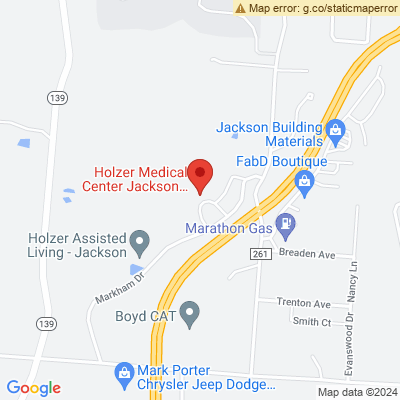 Map error: g.co/staticmaperror
139
Jackson Building
Materials
FabD Boutique
Holzer Medical
Center Jackson...
Marathon Gas
Holzer Assisted
Living - Jackson
261
Breaden Ave
Markham Dr
Trenton Ave
Smith Ct
Evanswood Dr - Nancy Ln
Boyd CAT
139
Mark Porter
Chrysler Jeep Dodge...
Google
Map data ©2024